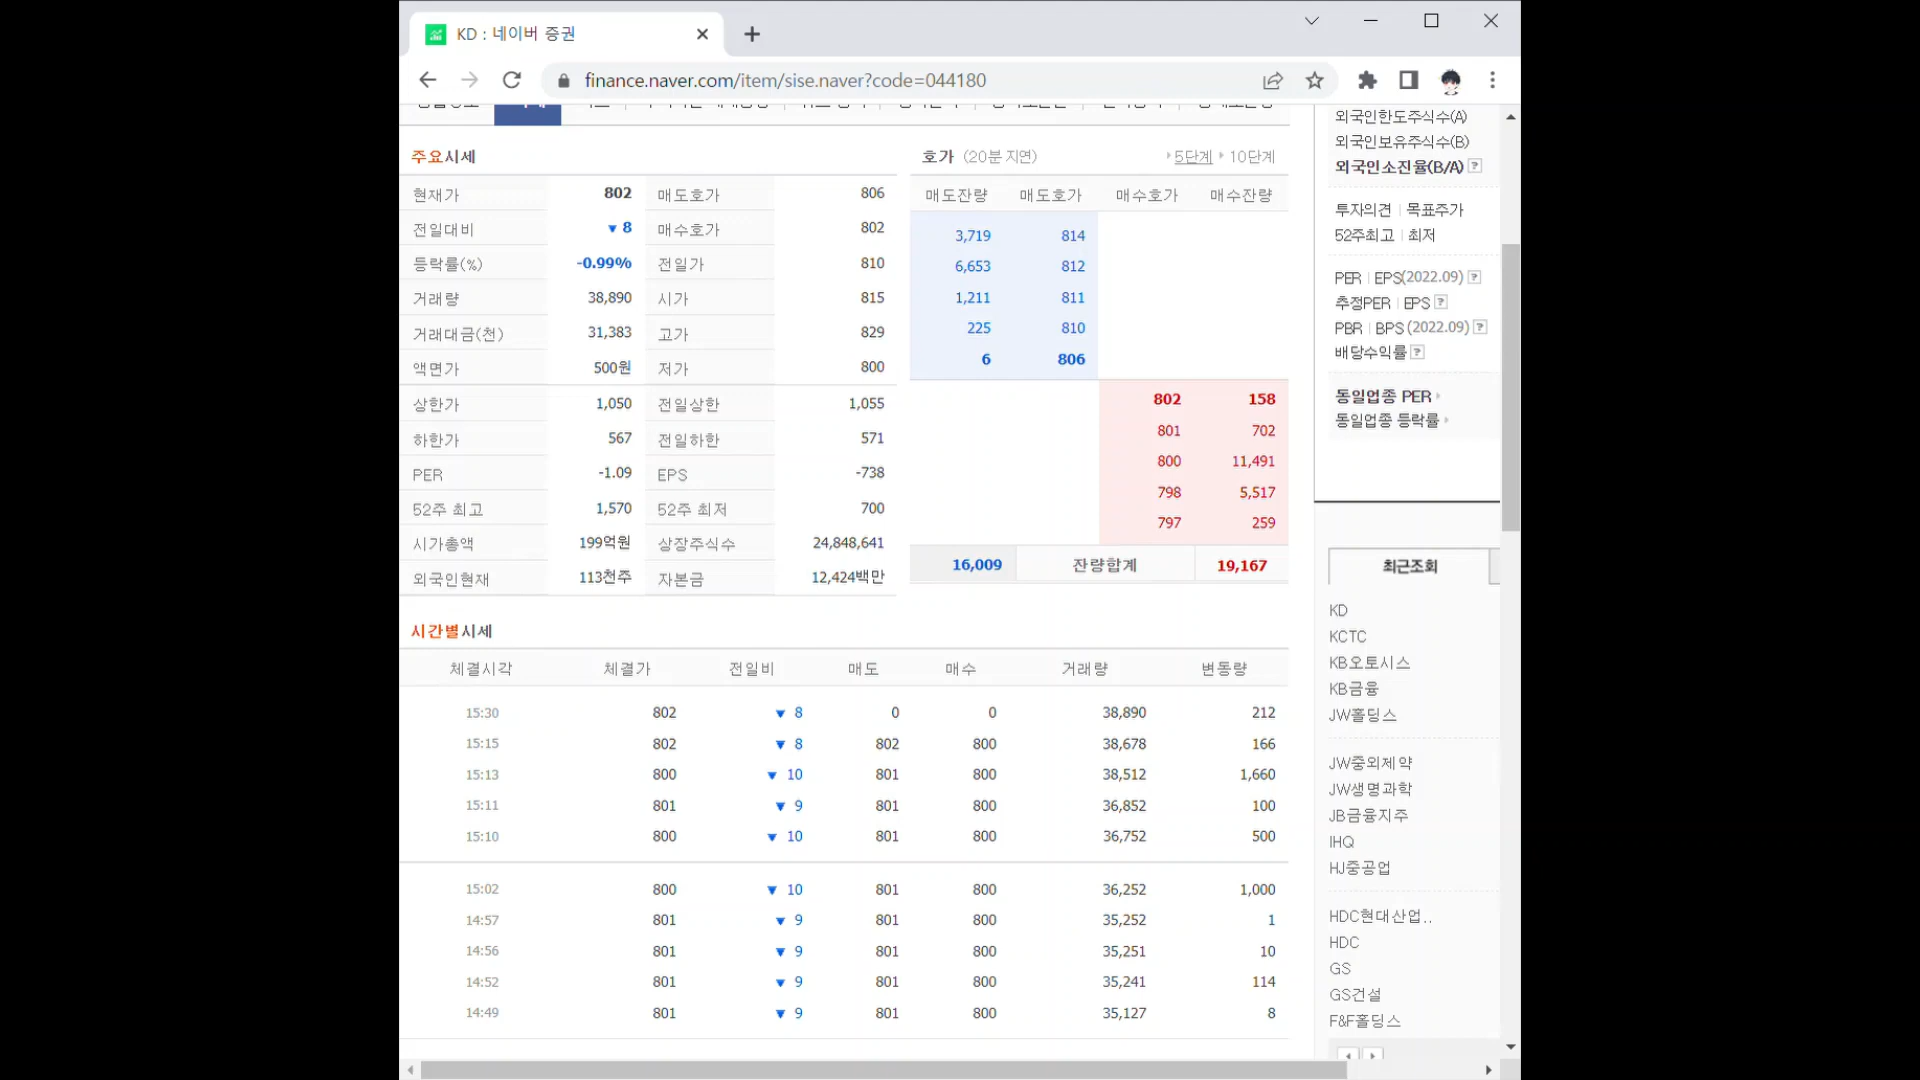 KD : 네이버 증권
finance.naver.com/item/sise.naver?code=044180
주요시세
현재가 802 매도호가 806
전일대비 ▼ 8 매수호가 802
등락률(%) -0.99% 전일가 810
거래량 38,890 시가 815
거래대금(천) 31,383 고가 829
액면가 500원 저가 800
상한가 1,050 전일상한 1,055
하한가 567 전일하한 571
PER -1.09 EPS -738
52주 최고 1,570 52주 최저 700
시가총액 199억원 상장주식수 24,848,641
외국인현재 113천주 자본금 12,424백만
호가 (20분 지연) 5단계 10단계
매도잔량 매도호가 매수호가 매수잔량
3,719 814
6,653 812
1,211 811
225 810
6 806
802 158
801 702
800 11,491
798 5,517
797 259
16,009 잔량합계 19,167
시간별시세
체결시각 체결가 전일비 매도 매수 거래량 변동량
15:30 802 ▼ 8 0 0 38,890 212
15:15 802 ▼ 8 802 800 38,678 166
15:13 800 ▼ 10 801 800 38,512 1,660
15:11 801 ▼ 9 801 800 36,852 100
15:10 800 ▼ 10 801 800 36,752 500
15:02 800 ▼ 10 801 800 36,252 1,000
14:57 801 ▼ 9 801 800 35,252 1
14:56 801 ▼ 9 801 800 35,251 10
14:52 801 ▼ 9 801 800 35,241 114
14:49 801 ▼ 9 801 800 35,127 8
외국인한도주식수(A)
외국인보유주식수(B)
외국인소진율(B/A) ?
투자의견 | 목표주가
52주최고 | 최저
PER | EPS(2022.09) ?
추정PER | EPS ?
PBR | BPS (2022.09) ?
배당수익률 ?
동일업종 PER
동일업종 등락률
최근조회
KD
KCTC
KB오토시스
KB금융
JW홀딩스
JW중외제약
JW생명과학
JB금융지주
IHQ
HJ중공업
HDC현대산업..
HDC
GS
GS건설
F&F홀딩스